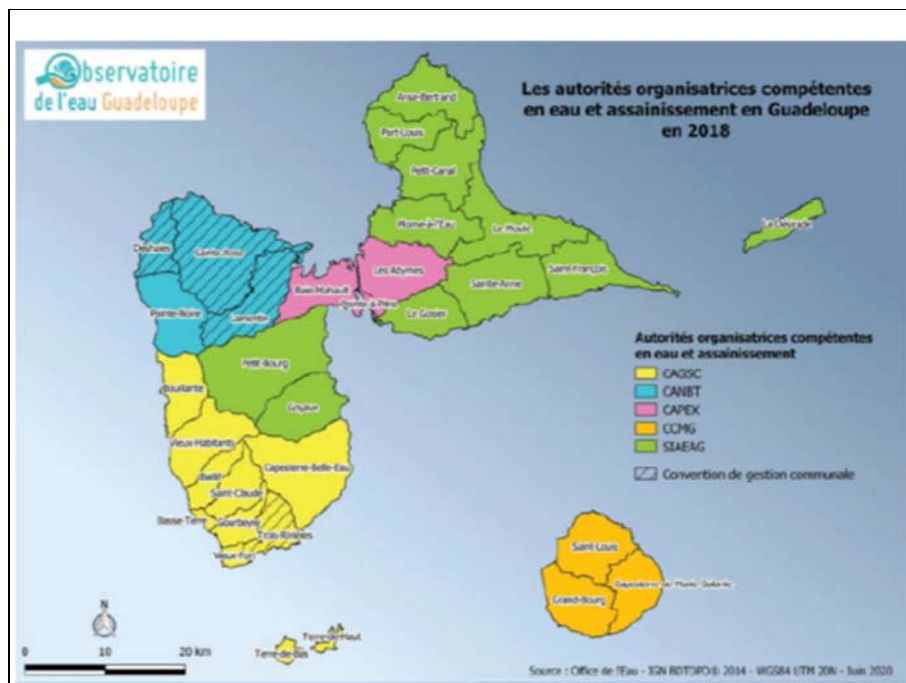 Observatoire
de l'eau Guadeloupe
Les autorités organisatrices compétentes
en eau et assainissement en Guadeloupe
en 2018
Anse-Bertrand
Port-Louis
Petit-Canal
Morne-à-l'Eau
Le Moule
La Désirade
Deshaies
Sainte-Rose
Les Abymes
Baie-Mahault
Sainte-Anne
Saint-François
Pointe-à-Pitre
Le Gosier
Pointe-Noire
Lamentin
Petit-Bourg
Autorités organisatrices compétentes
en eau et assainissement
CAGSC
CANBT
CAPEX
CCMG
SIAEAG
Convention de gestion communale
Bouillante
Goyave
Vieux-Habitants
Capesterre-Belle-Eau
Baillif
Saint-Claude
Basse-Terre
Gourbeyre
Trois-Rivières
Vieux-Fort
Saint-Louis
Capesterre-de-Marie-Galante
Grand-Bourg
Terre-de-Haut
Terre-de-Bas
N
0 10 20 km
Source : Office de l'Eau - IGN BDTOPO® 2014 - WGS84 UTM 20N - Juin 2020